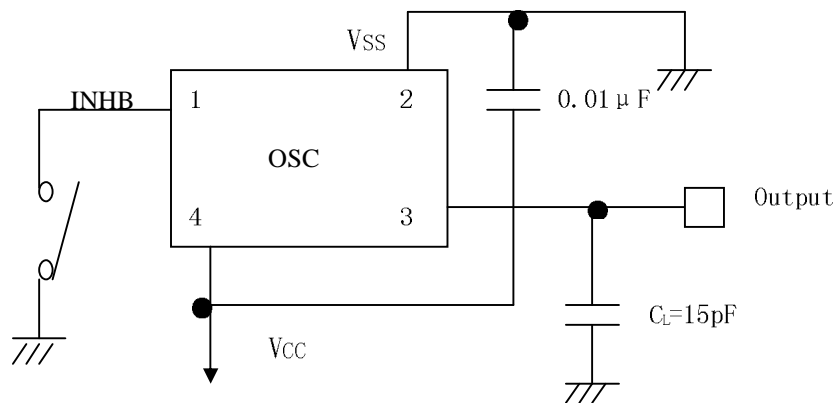 VSS
INHB
1
2
0.01μF
OSC
4
3
Output
CL=15pF
VCC